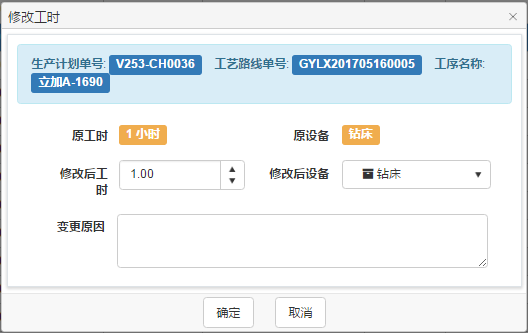 修改工时
×
生产计划单号: V253-CH0036 工艺路线单号: GYLX201705160005 工序名称:
立加A-1690
原工时 1 小时 原设备 钻床
修改后工时 1.00 修改后设备 钻床
变更原因
确定 取消